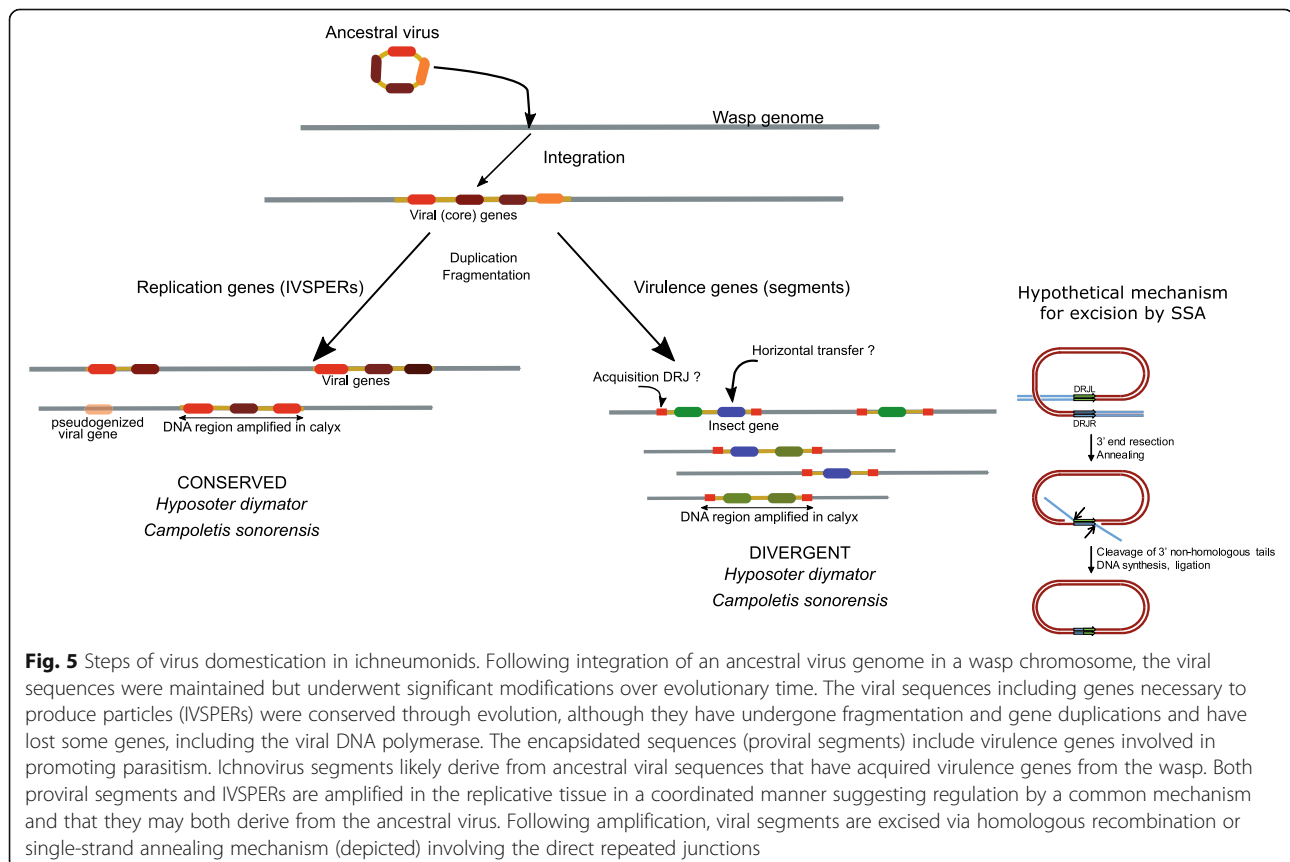 Ancestral virus
Wasp genome
Integration
Viral (core) genes
Duplication
Fragmentation
Replication genes (IVSPERs)
Virulence genes (segments)
Hypothetical mechanism
for excision by SSA
Horizontal transfer ?
Acquisition DRJ ?
Viral genes
Insect gene
pseudogenized
viral gene
DNA region amplified in calyx
DRJL
DRJR
3' end resection
Annealing
CONSERVED
Hyposoter diymator
Campoletis sonorensis
DNA region amplified in calyx
DIVERGENT
Hyposoter diymator
Campoletis sonorensis
Cleavage of 3' non-homologous tails
DNA synthesis, ligation
Fig. 5 Steps of virus domestication in ichneumonids. Following integration of an ancestral virus genome in a wasp chromosome, the viral
sequences were maintained but underwent significant modifications over evolutionary time. The viral sequences including genes necessary to
produce particles (IVSPERs) were conserved through evolution, although they have undergone fragmentation and gene duplications and have
lost some genes, including the viral DNA polymerase. The encapsidated sequences (proviral segments) include virulence genes involved in
promoting parasitism. Ichnovirus segments likely derive from ancestral viral sequences that have acquired virulence genes from the wasp. Both
proviral segments and IVSPERs are amplified in the replicative tissue in a coordinated manner suggesting regulation by a common mechanism
and that they may both derive from the ancestral virus. Following amplification, viral segments are excised via homologous recombination or
single-strand annealing mechanism (depicted) involving the direct repeated junctions